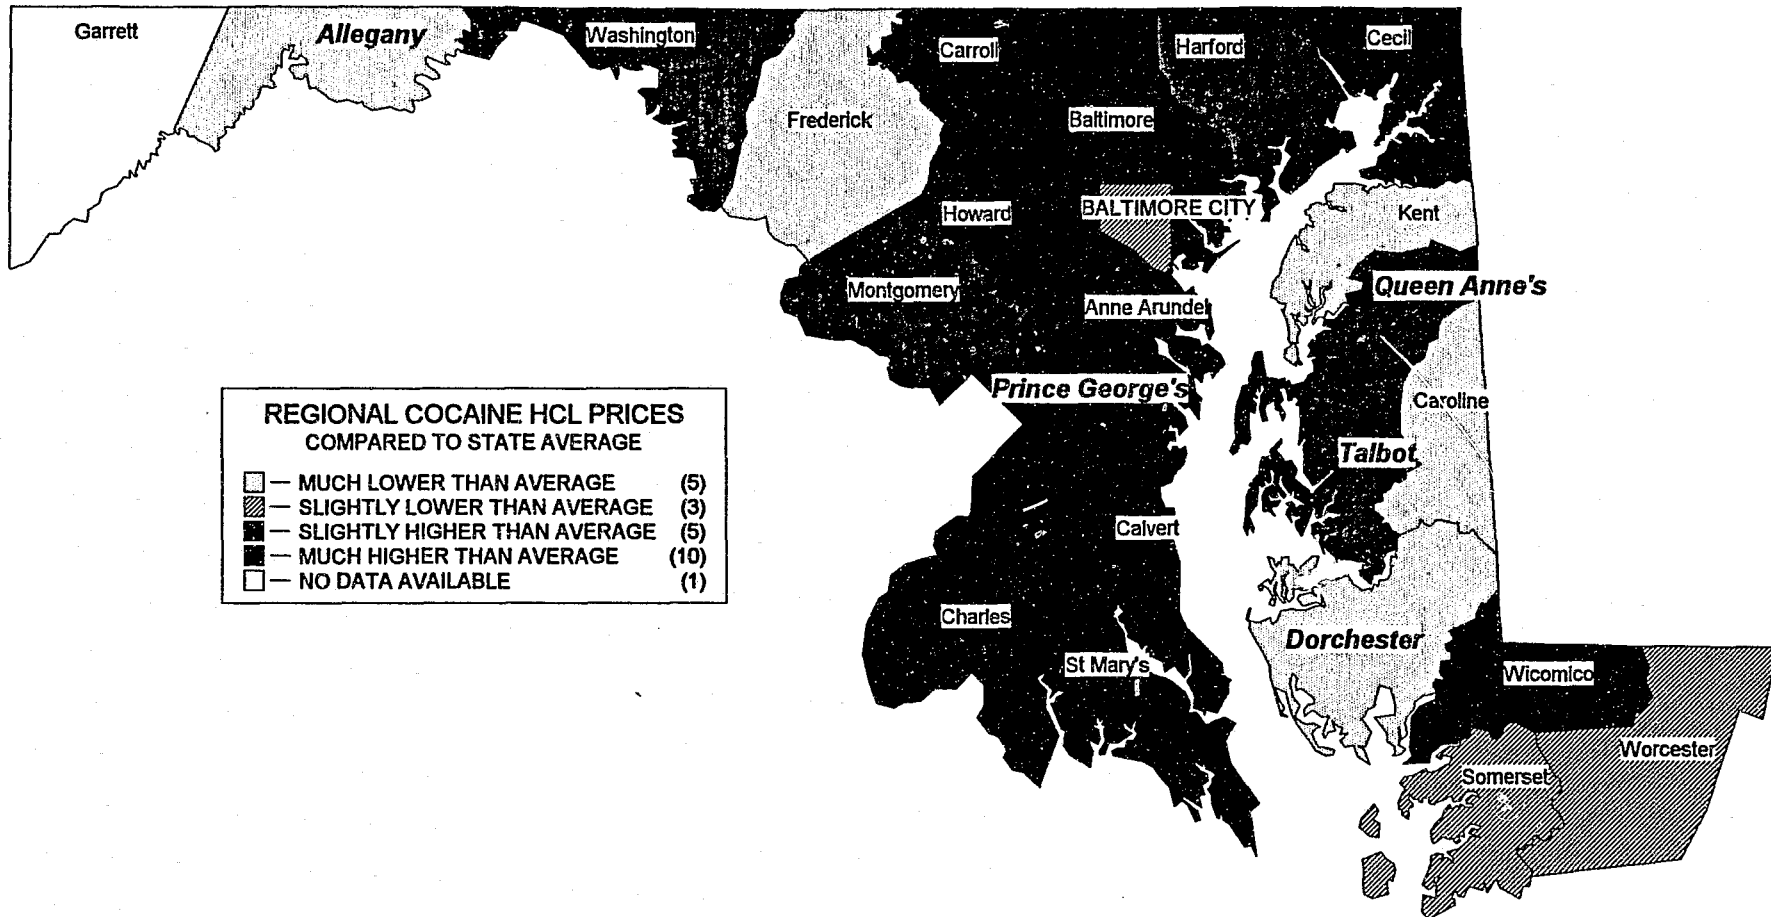 Garrett
Allegany
Washington
Carroll
Harford
Cecil
Frederick
Baltimore
BALTIMORE CITY
Howard
Kent
Montgomery
Queen Anne's
Anne Arundel
Prince George's
Caroline
REGIONAL COCAINE HCL PRICES
COMPARED TO STATE AVERAGE
— MUCH LOWER THAN AVERAGE (5)
— SLIGHTLY LOWER THAN AVERAGE (3)
— SLIGHTLY HIGHER THAN AVERAGE (5)
— MUCH HIGHER THAN AVERAGE (10)
— NO DATA AVAILABLE (1)
Talbot
Calvert
Charles
Dorchester
St Mary's
Wicomico
Worcester
Somerset